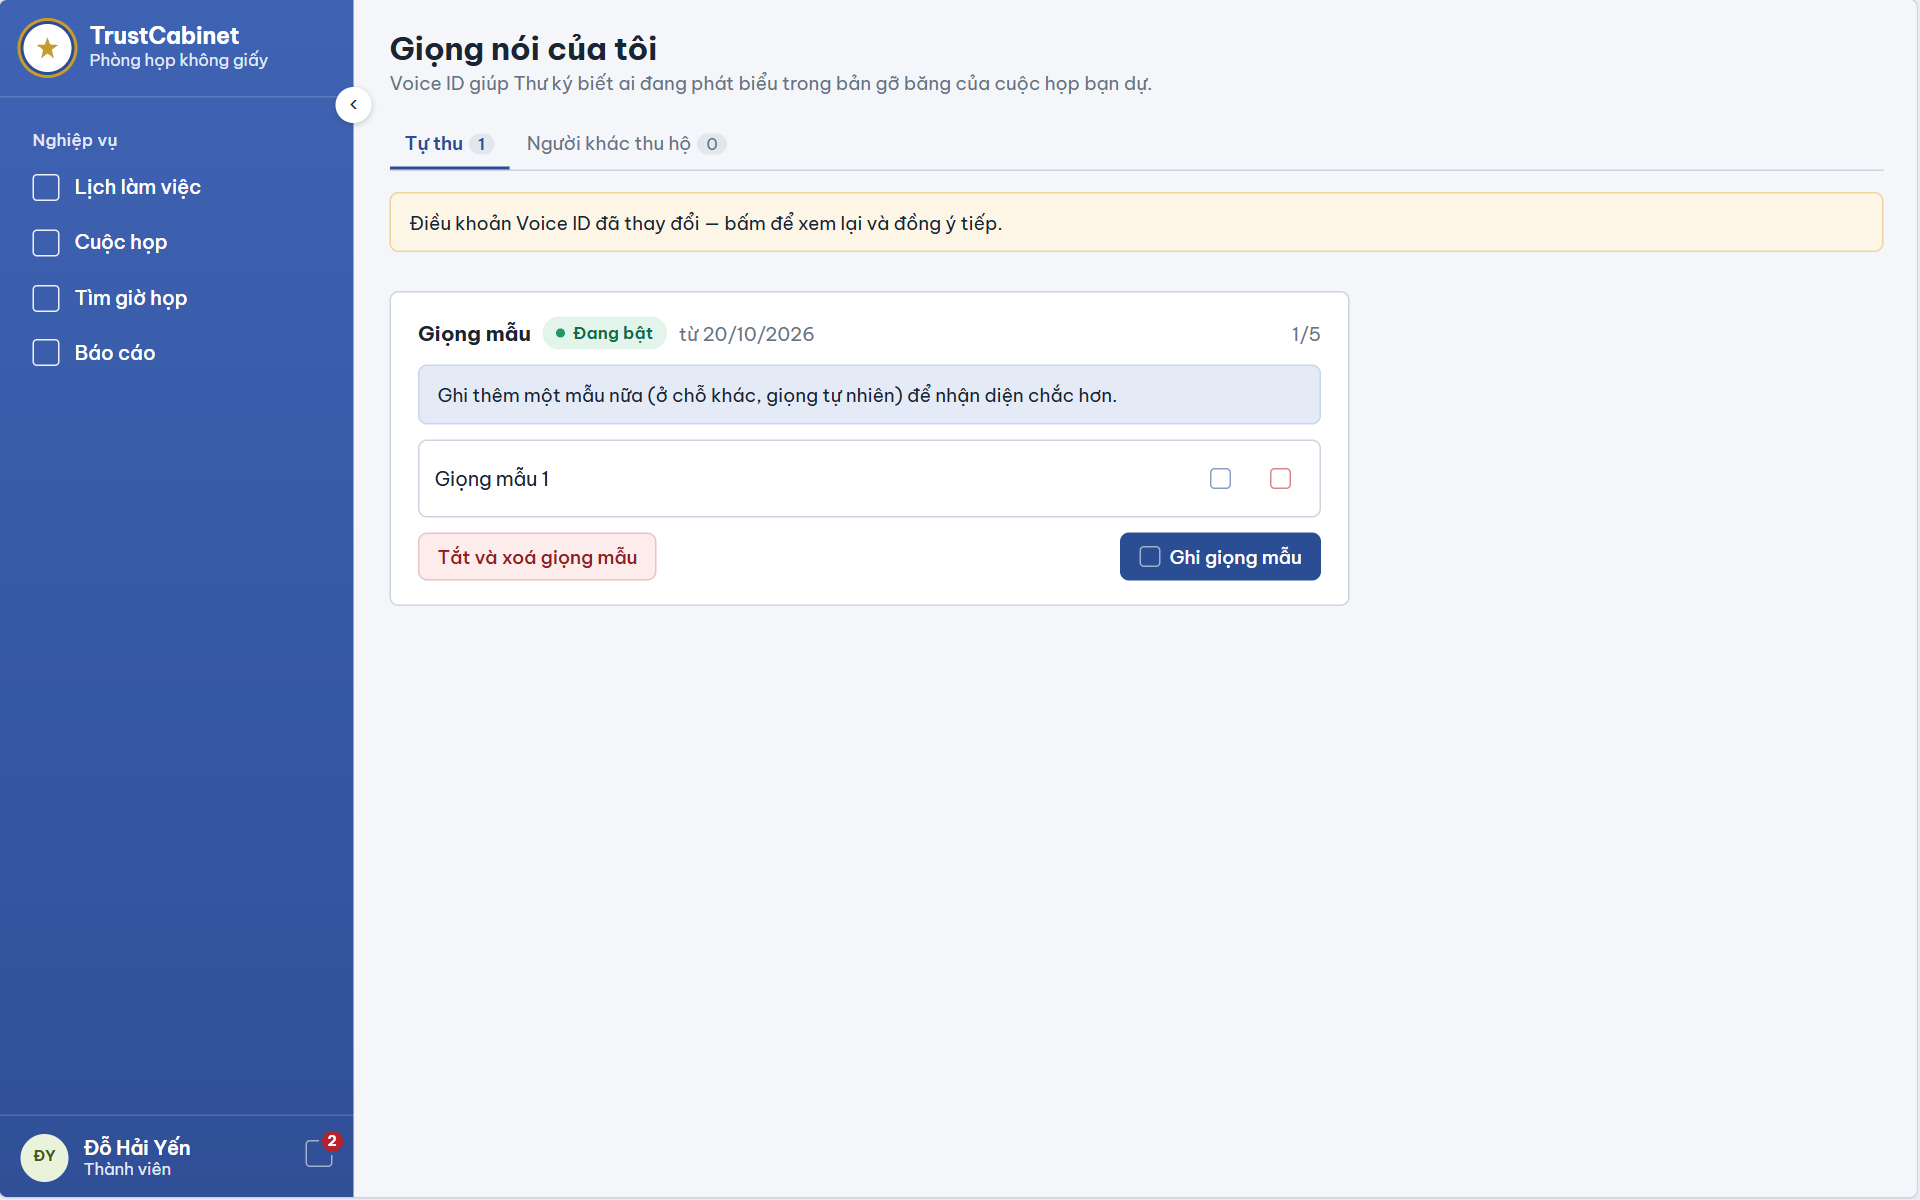 TrustCabinet
Phòng họp không giấy
Nghiệp vụ
Lịch làm việc
Cuộc họp
Tìm giờ họp
Báo cáo
ĐY
Đỗ Hải Yến
Thành viên
2
Giọng nói của tôi
Voice ID giúp Thư ký biết ai đang phát biểu trong bản gỡ băng của cuộc họp bạn dự.
Tự thu 1 Người khác thu hộ 0
Điều khoản Voice ID đã thay đổi — bấm để xem lại và đồng ý tiếp.
Giọng mẫu Đang bật từ 20/10/2026 1/5
Ghi thêm một mẫu nữa (ở chỗ khác, giọng tự nhiên) để nhận diện chắc hơn.
Giọng mẫu 1
Tắt và xoá giọng mẫu Ghi giọng mẫu